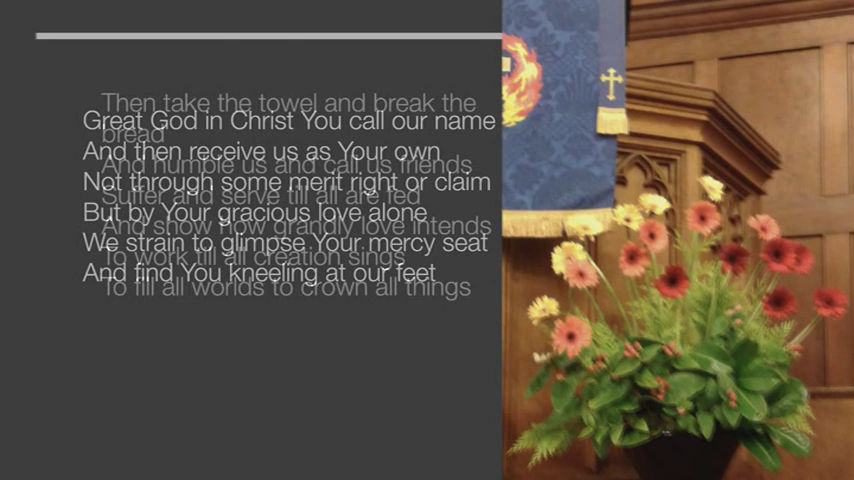 Then take the towel and break the
bread
And humble us and call us friends
Suffer and serve till all are fed
And show how grandly love intends
To work till all creation sings
To fill all worlds to crown all things
Great God in Christ You call our name
And then receive us as Your own
Not through some merit right or claim
But by Your gracious love alone
We strain to glimpse Your mercy seat
And find You kneeling at our feet